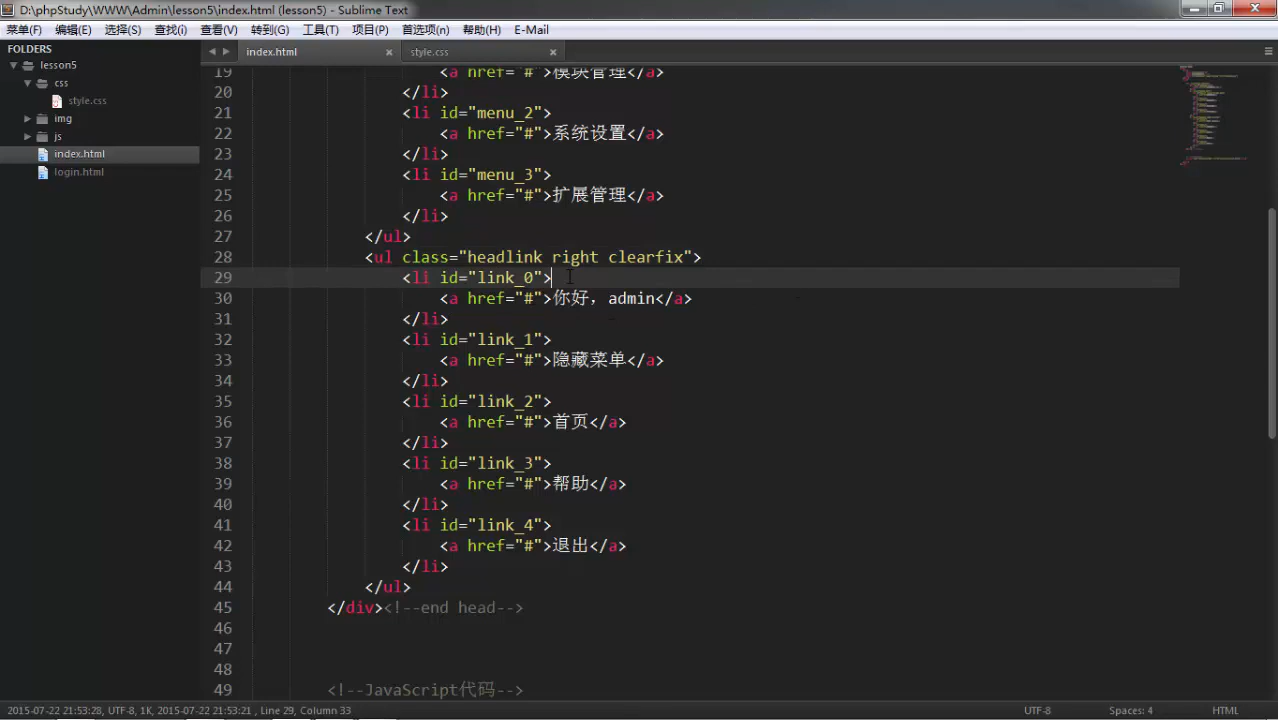 D:\phpStudy\WWW\Admin\lesson5\index.html (lesson5) - Sublime Text
菜单(F) 编辑(E) 选择(S) 查找(i) 查看(V) 转到(G) 工具(T) 项目(P) 首选项(n) 帮助(H) E-Mail
FOLDERS
lesson5
css
style.css
img
js
index.html
login.html
index.html style.css
19 <a href="#">模块管理</a>
20 </li>
21 <li id="menu_2">
22 <a href="#">系统设置</a>
23 </li>
24 <li id="menu_3">
25 <a href="#">扩展管理</a>
26 </li>
27 </ul>
28 <ul class="headlink right clearfix">
29 <li id="link_0">
30 <a href="#">你好，admin</a>
31 </li>
32 <li id="link_1">
33 <a href="#">隐藏菜单</a>
34 </li>
35 <li id="link_2">
36 <a href="#">首页</a>
37 </li>
38 <li id="link_3">
39 <a href="#">帮助</a>
40 </li>
41 <li id="link_4">
42 <a href="#">退出</a>
43 </li>
44 </ul>
45 </div><!--end head-->
46
47
48
49 <!--JavaScript代码-->
2015-07-22 21:53:28, UTF-8, 1K, 2015-07-22 21:53:21 , Line 29, Column 33 UTF-8 Spaces: 4 HTML